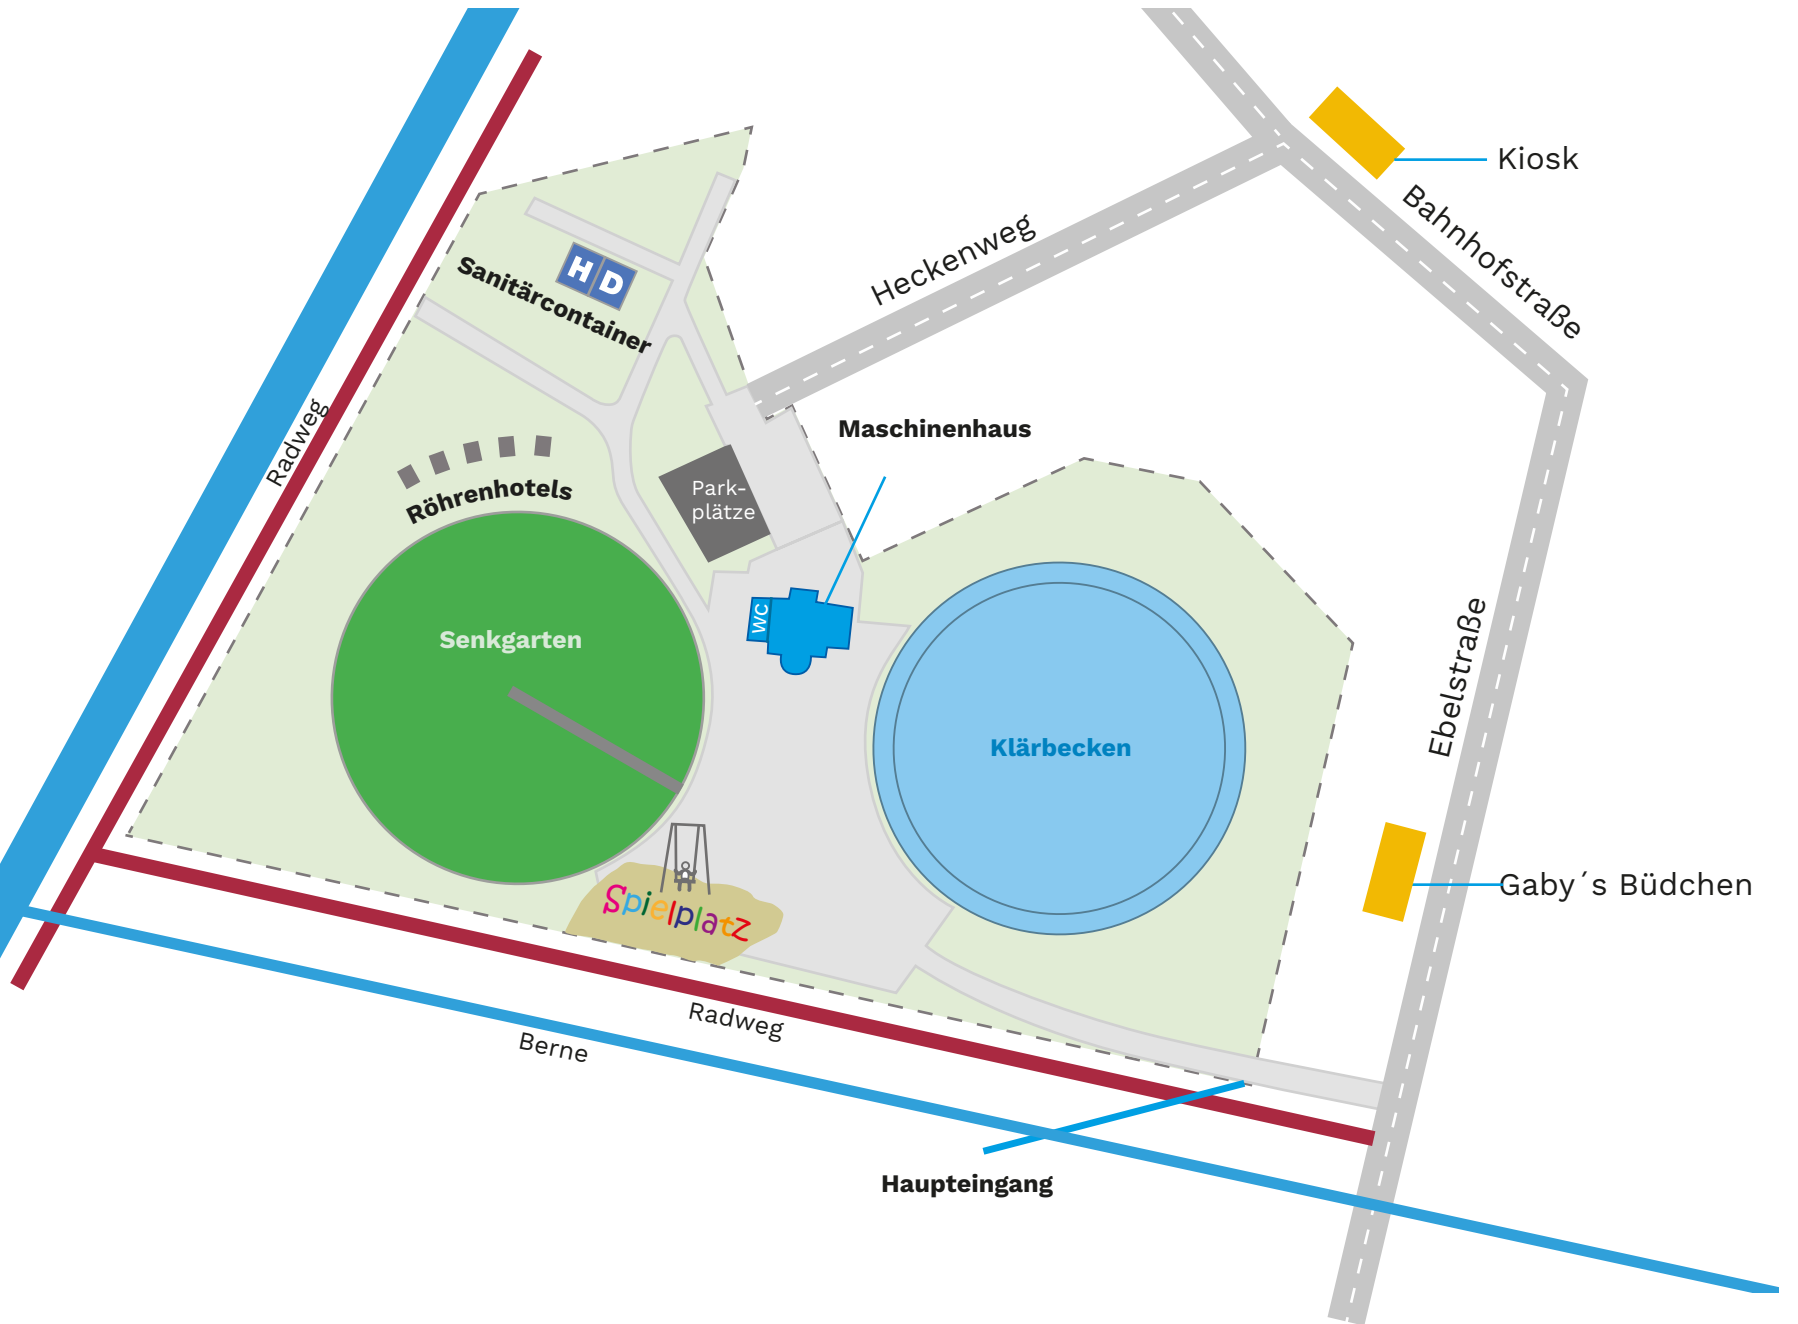 Kiosk
Bahnhofstraße
Heckenweg
H D
Sanitärcontainer
Radweg
Maschinenhaus
Röhrenhotels
Park-
plätze
WC
Senkgarten
Klärbecken
Ebelstraße
Gaby´s Büdchen
Spielplatz
Radweg
Berne
Haupteingang